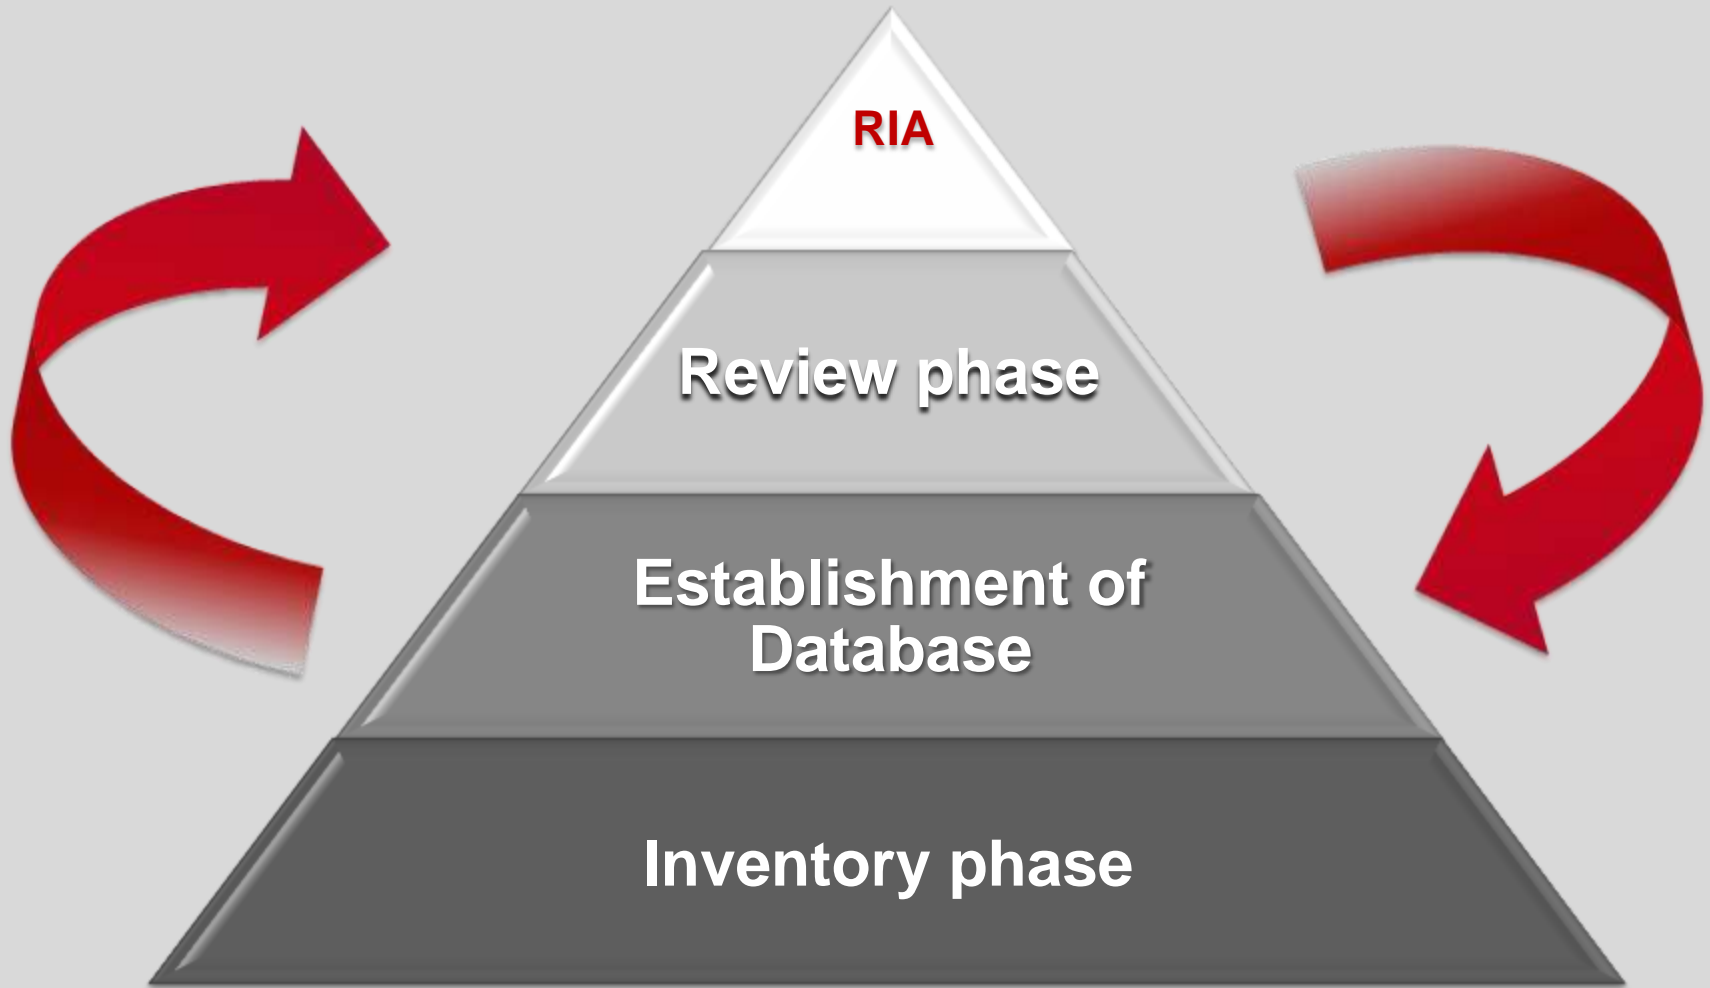 RIA
Review phase
Establishment of
Database
Inventory phase